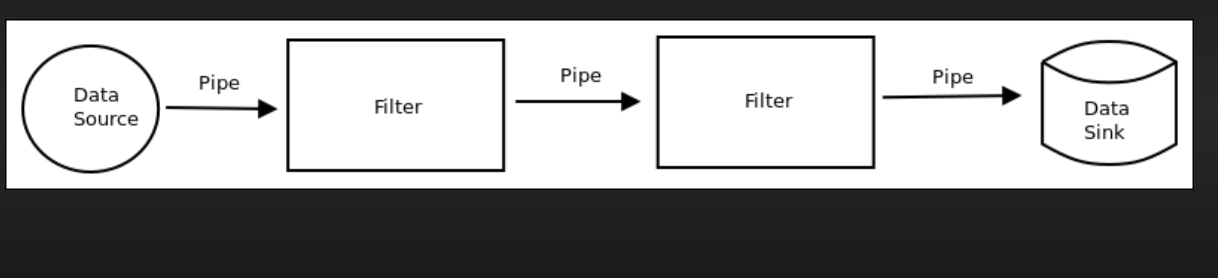 Data
Source
Pipe
Filter
Pipe
Filter
Pipe
Data
Sink